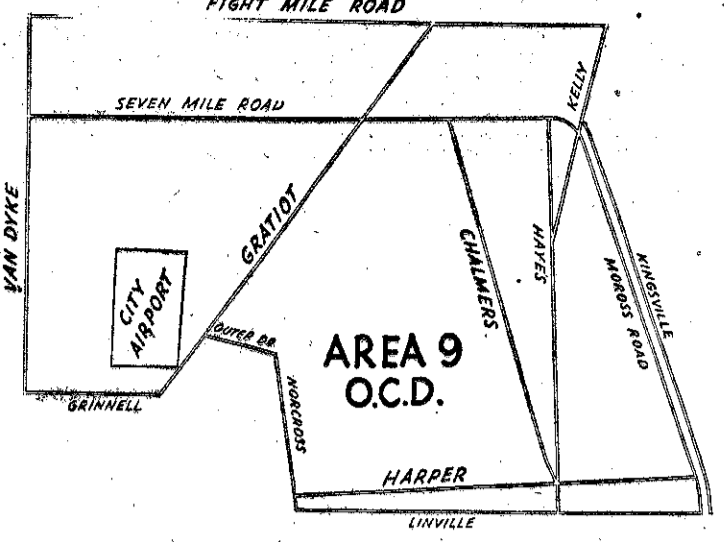 EIGHT MILE ROAD
SEVEN MILE ROAD
KELLY
VAN DYKE
GRATIOT
CITY
AIRPORT
CHALMERS
HAYES
KINGSVILLE
MOROSS ROAD
OUTER DR.
AREA 9
O.C.D.
GRINNELL
NORCROSS
HARPER
LINVILLE